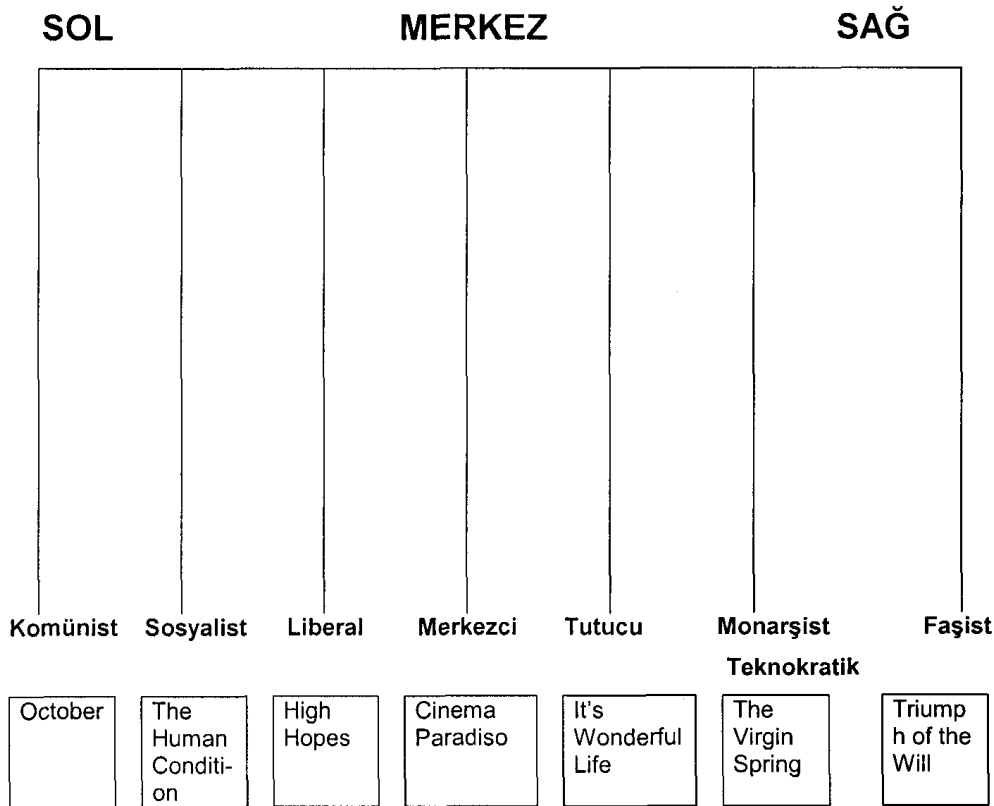 SOL MERKEZ SAĞ
Komünist Sosyalist Liberal Merkezci Tutucu Monarşist Faşist
Teknokratik
October
The
Human
Conditi-
on
High
Hopes
Cinema
Paradiso
It's
Wonderful
Life
The
Virgin
Spring
Triump
h of the
Will